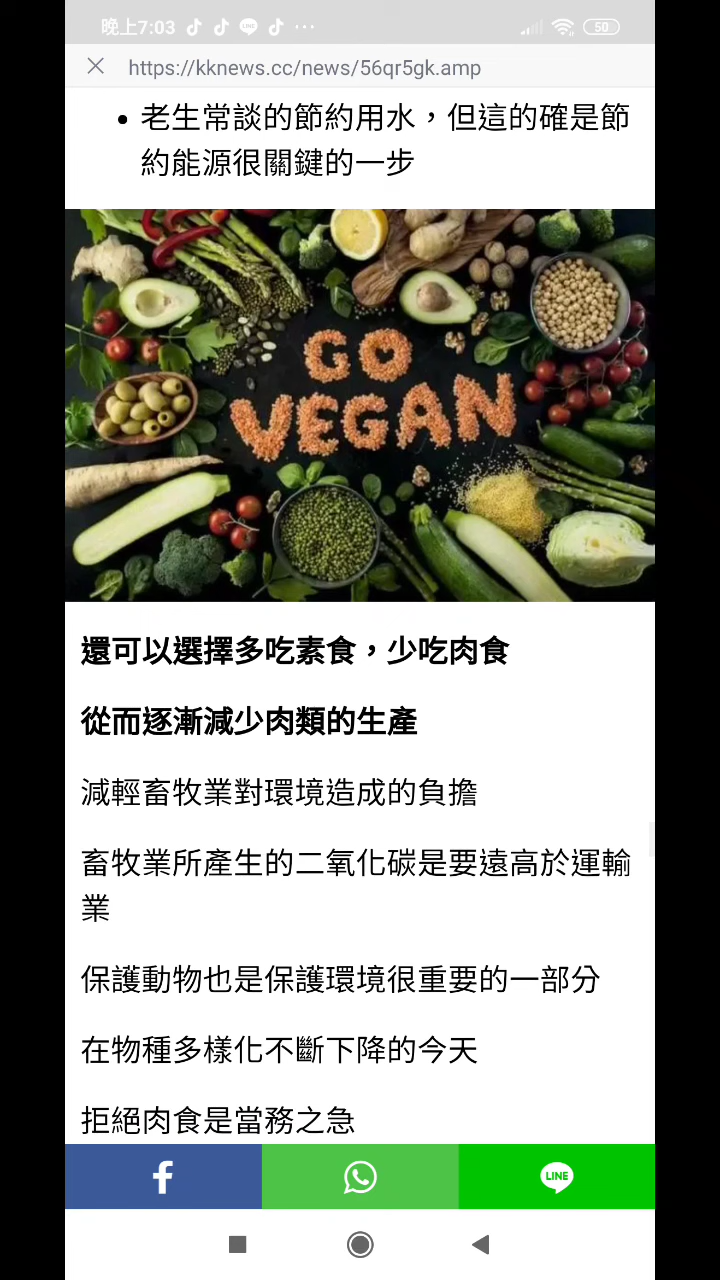 晚上7:03
50
https://kknews.cc/news/56qr5gk.amp
• 老生常談的節約用水，但這的確是節
約能源很關鍵的一步
GO
VEGAN
還可以選擇多吃素食，少吃肉食
從而逐漸減少肉類的生產
減輕畜牧業對環境造成的負擔
畜牧業所產生的二氧化碳是要遠高於運輸
業
保護動物也是保護環境很重要的一部分
在物種多樣化不斷下降的今天
拒絕肉食是當務之急
LINE